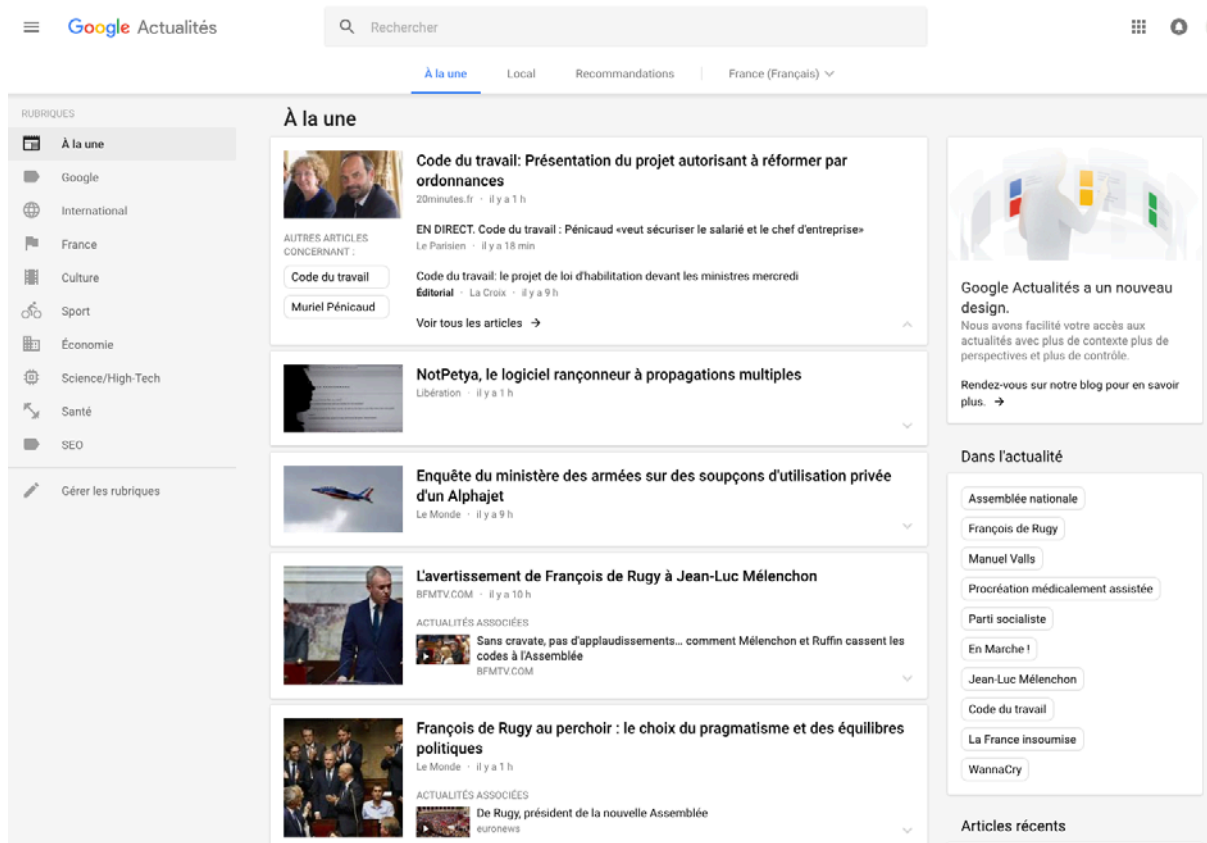 Google Actualités
Rechercher
À la une
Local
Recommandations
France (Français)
RUBRIQUES
À la une
Google
International
France
Culture
Sport
Économie
Science/High-Tech
Santé
SEO
Gérer les rubriques
À la une
Code du travail: Présentation du projet autorisant à réformer par
ordonnances
20minutes.fr · il y a 1 h
AUTRES ARTICLES
CONCERNANT :
Code du travail
Muriel Pénicaud
EN DIRECT. Code du travail : Pénicaud «veut sécuriser le salarié et le chef d'entreprise»
Le Parisien · il y a 18 min
Code du travail: le projet de loi d'habilitation devant les ministres mercredi
Éditorial · La Croix · il y a 9 h
Voir tous les articles →
NotPetya, le logiciel rançonneur à propagations multiples
Libération · il y a 1 h
Enquête du ministère des armées sur des soupçons d'utilisation privée
d'un Alphajet
Le Monde · il y a 9 h
L'avertissement de François de Rugy à Jean-Luc Mélenchon
BFMTV.COM · il y a 10 h
ACTUALITÉS ASSOCIÉES
Sans cravate, pas d'applaudissements... comment Mélenchon et Ruffin cassent les
codes à l'Assemblée
BFMTV.COM
François de Rugy au perchoir : le choix du pragmatisme et des équilibres
politiques
Le Monde · il y a 1 h
ACTUALITÉS ASSOCIÉES
De Rugy, président de la nouvelle Assemblée
euronews
Google Actualités a un nouveau
design.
Nous avons facilité votre accès aux
actualités avec plus de contexte plus de
perspectives et plus de contrôle.
Rendez-vous sur notre blog pour en savoir
plus. →
Dans l'actualité
Assemblée nationale
François de Rugy
Manuel Valls
Procréation médicalement assistée
Parti socialiste
En Marche !
Jean-Luc Mélenchon
Code du travail
La France insoumise
WannaCry
Articles récents